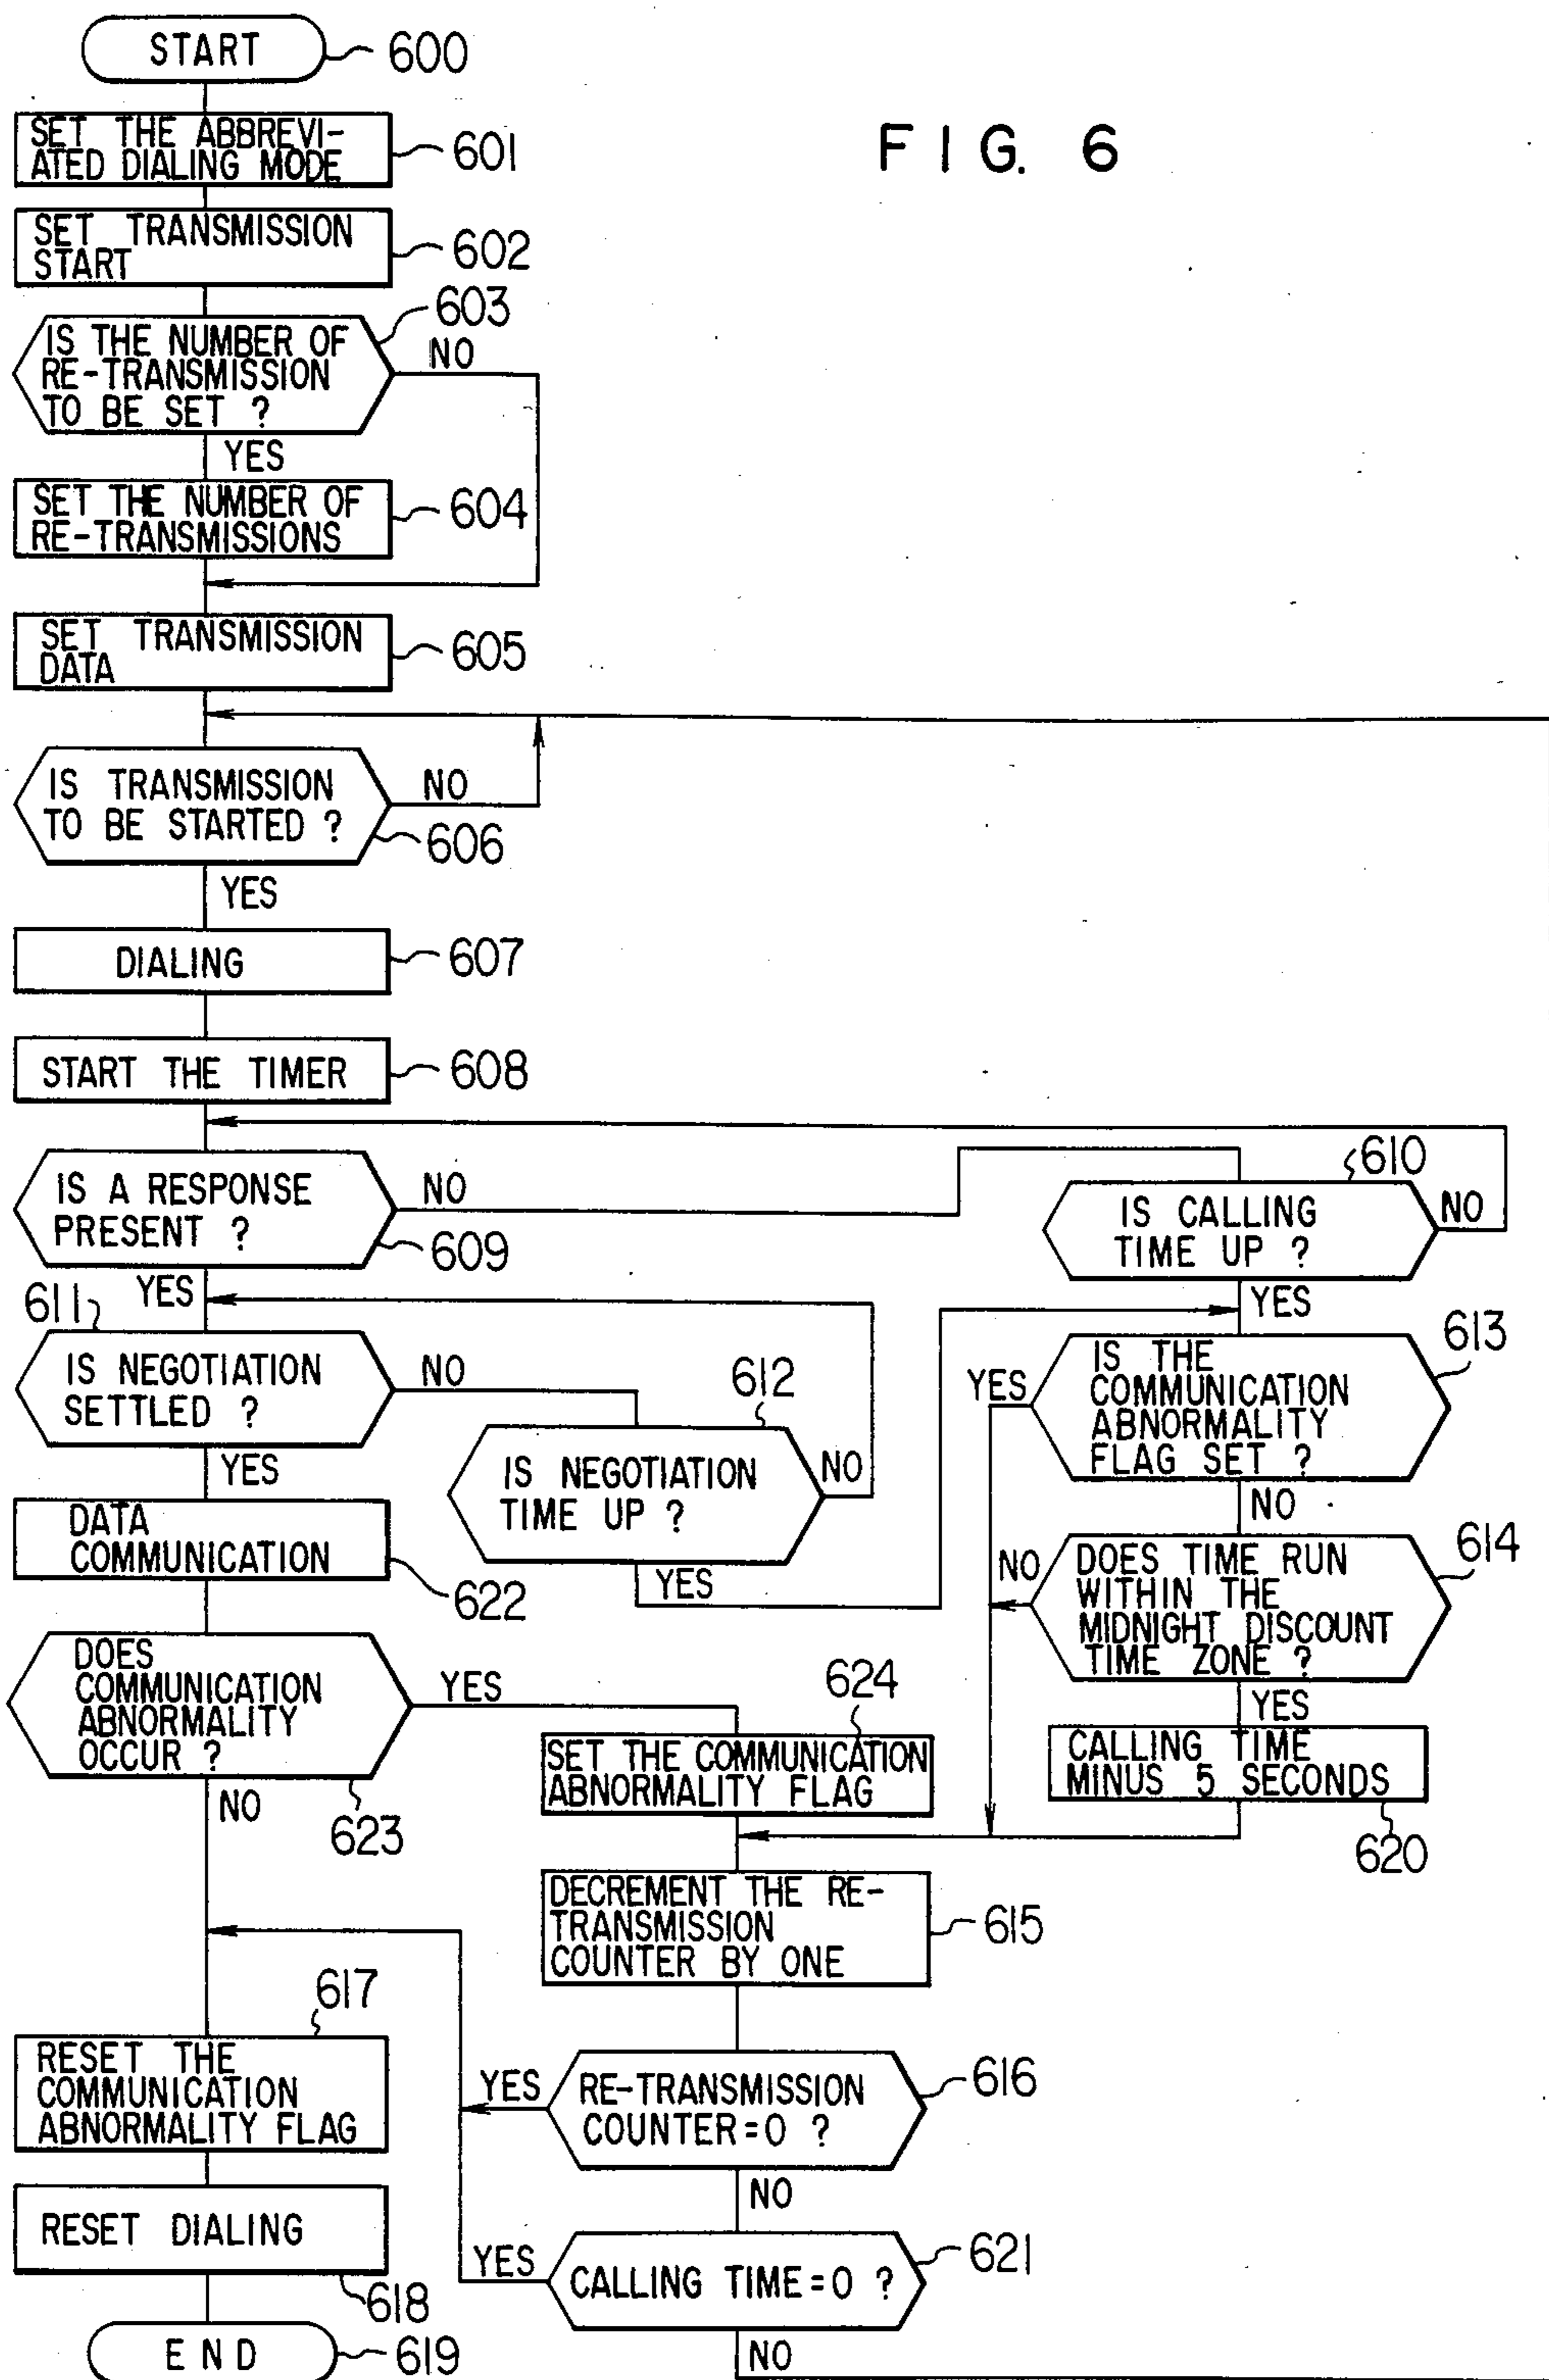 START
600
FIG. 6
SET THE ABBREVI-
ATED DIALING MODE
601
SET TRANSMISSION
START
602
603
IS THE NUMBER OF
RE-TRANSMISSION
TO BE SET ?
NO
YES
SET THE NUMBER OF
RE-TRANSMISSIONS
604
SET TRANSMISSION
DATA
605
IS TRANSMISSION
TO BE STARTED ?
NO
606
YES
DIALING
607
START THE TIMER
608
IS A RESPONSE
PRESENT ?
NO
609
YES
610
IS CALLING
TIME UP ?
NO
YES
611
IS NEGOTIATION
SETTLED ?
NO
YES
612
IS NEGOTIATION
TIME UP ?
NO
YES
613
IS THE
COMMUNICATION
ABNORMALITY
FLAG SET ?
YES
NO
614
DOES TIME RUN
WITHIN THE
MIDNIGHT DISCOUNT
TIME ZONE ?
NO
YES
DATA
COMMUNICATION
622
DOES
COMMUNICATION
ABNORMALITY
OCCUR ?
YES
NO
623
624
SET THE COMMUNICATION
ABNORMALITY FLAG
CALLING TIME
MINUS 5 SECONDS
620
DECREMENT THE RE-
TRANSMISSION
COUNTER BY ONE
615
617
RESET THE
COMMUNICATION
ABNORMALITY FLAG
RE-TRANSMISSION
COUNTER=0 ?
616
YES
NO
RESET DIALING
618
CALLING TIME=0 ?
621
YES
NO
END
619